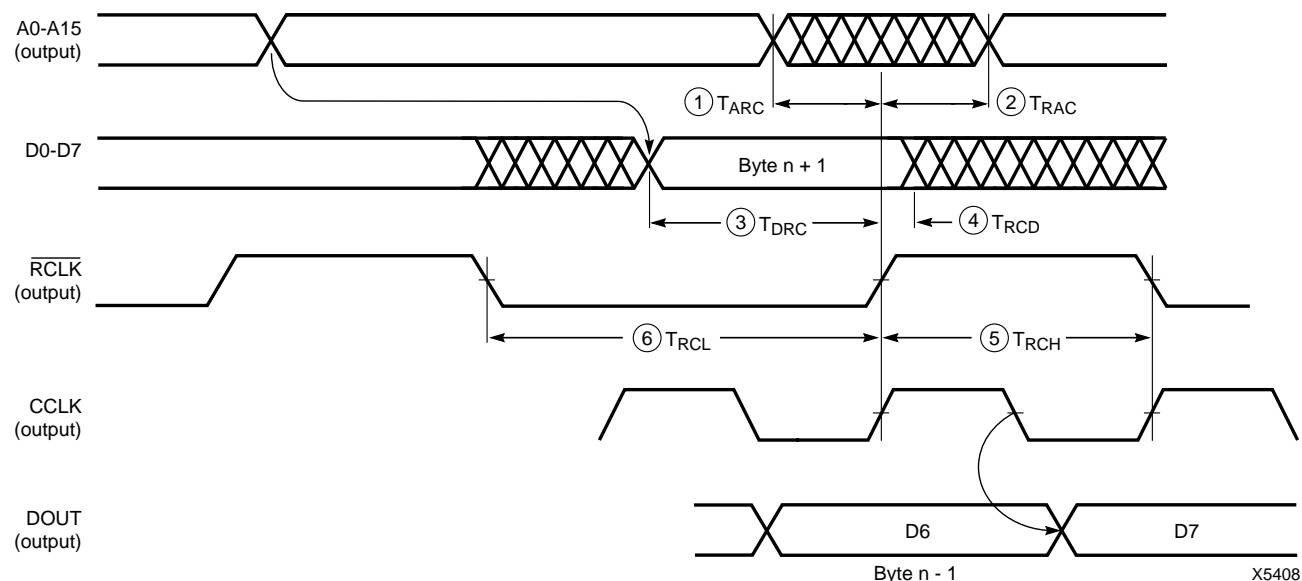 A0-A15
(output)
① TARC
② TRAC
D0-D7
Byte n + 1
③ TDRC
④ TRCD
RCLK
(output)
⑥ TRCL
⑤ TRCH
CCLK
(output)
DOUT
(output)
D6
D7
Byte n - 1
X5408